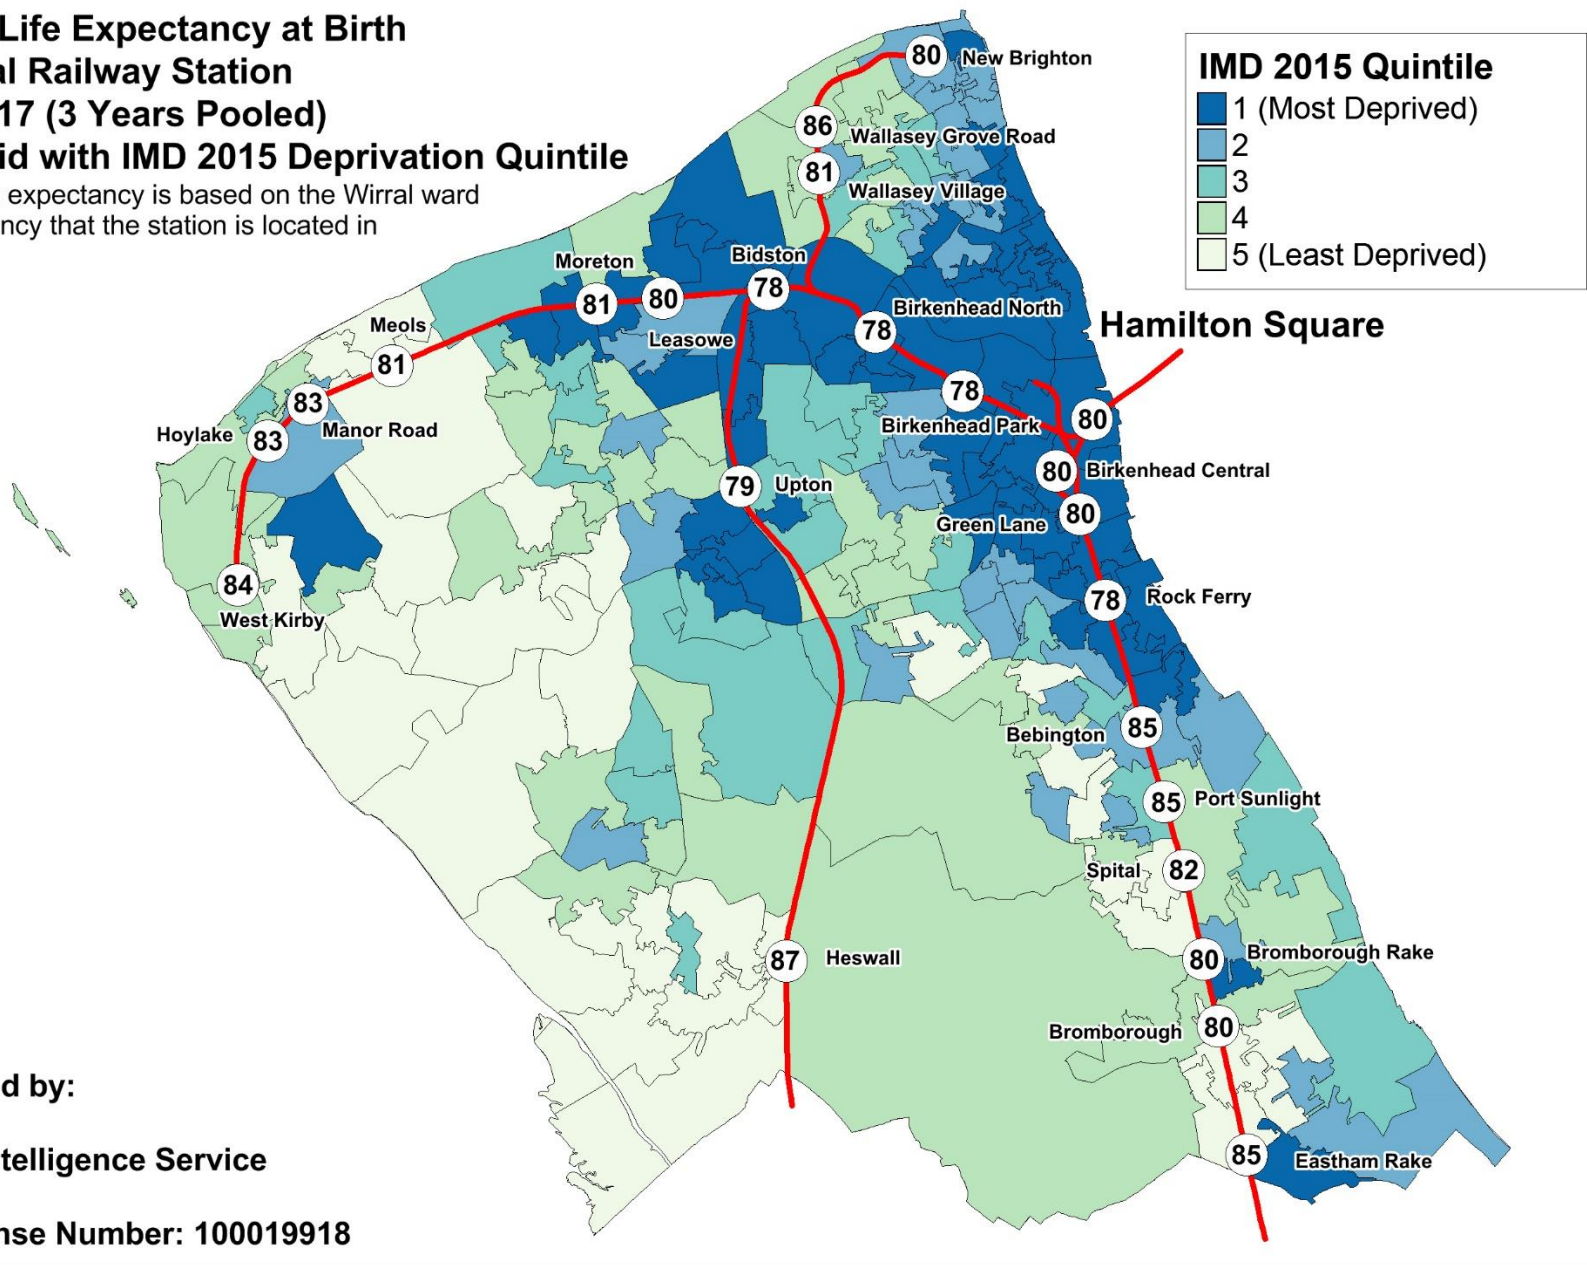 Life Expectancy at Birth
al Railway Station
17 (3 Years Pooled)
id with IMD 2015 Deprivation Quintile
expectancy is based on the Wirral ward
ncy that the station is located in
IMD 2015 Quintile
1 (Most Deprived)
2
3
4
5 (Least Deprived)
80 New Brighton
86 Wallasey Grove Road
81 Wallasey Village
Moreton
81
80
Leasowe
Bidston
78
Birkenhead North
78
Hamilton Square
80
Meols
81
83
Manor Road
Hoylake
83
84
West Kirby
78
Birkenhead Park
80 Birkenhead Central
79 Upton
Green Lane 80
78 Rock Ferry
Bebington 85
85 Port Sunlight
Spital 82
87 Heswall
80 Bromborough Rake
Bromborough 80
85 Eastham Rake
d by:
telligence Service
nse Number: 100019918